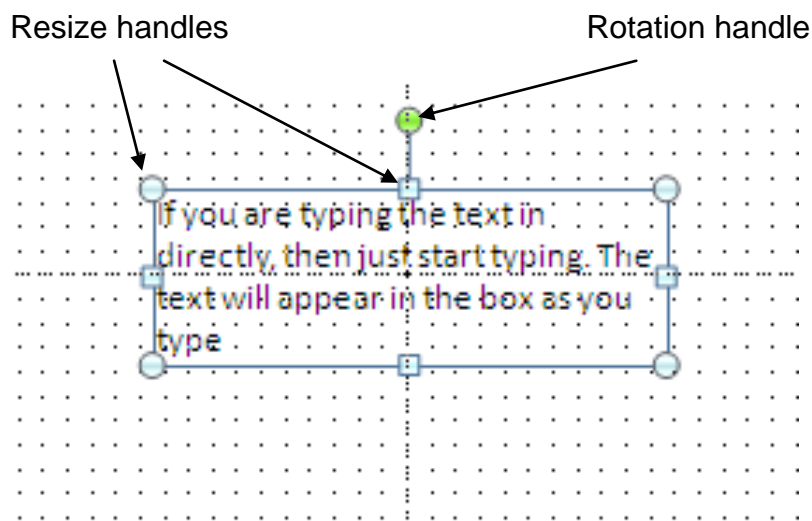 Resize handles
Rotation handle
If you are typing the text in
directly, then just start typing. The
text will appear in the box as you
type